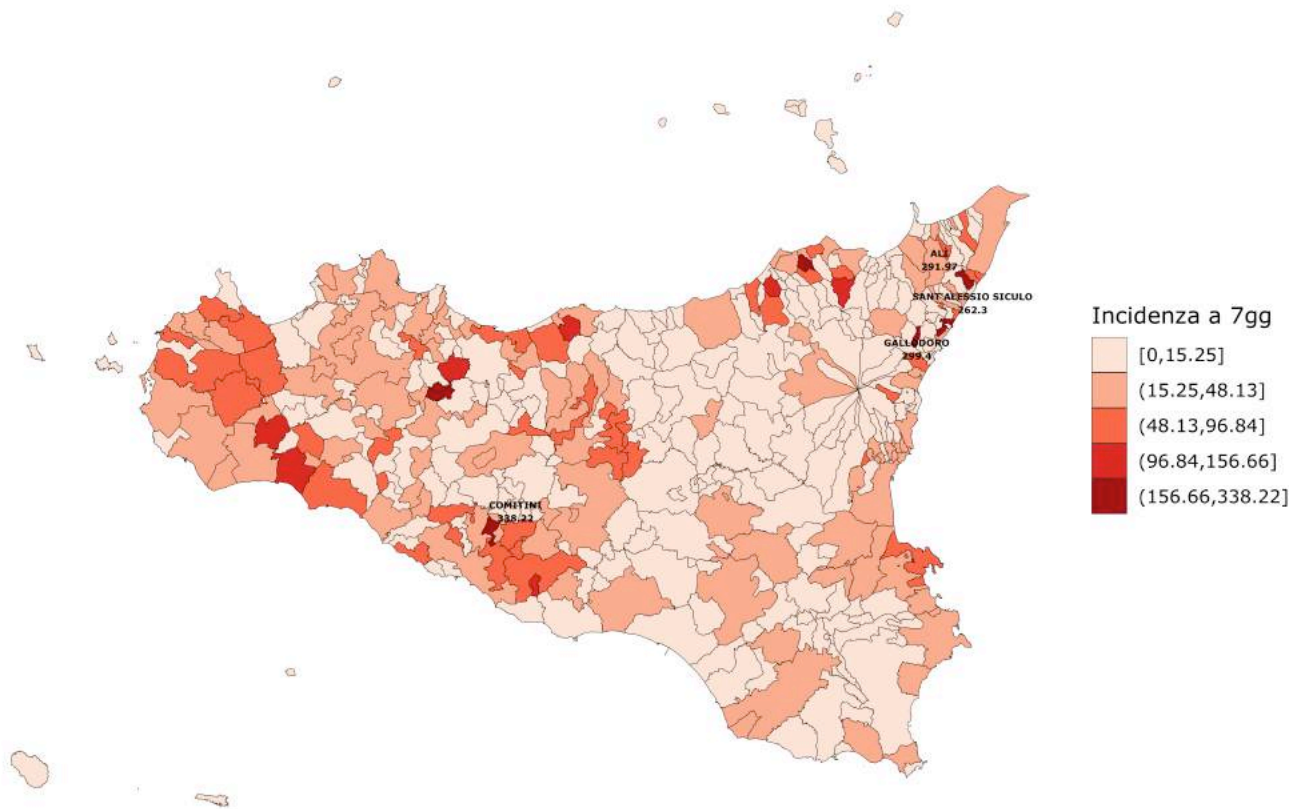 ALI
291.97
SANT'ALESSIO SICULO
262.3
GALLODORO
299.4
COMITINI
338.22
Incidenza a 7gg
[0,15.25]
(15.25,48.13]
(48.13,96.84]
(96.84,156.66]
(156.66,338.22]